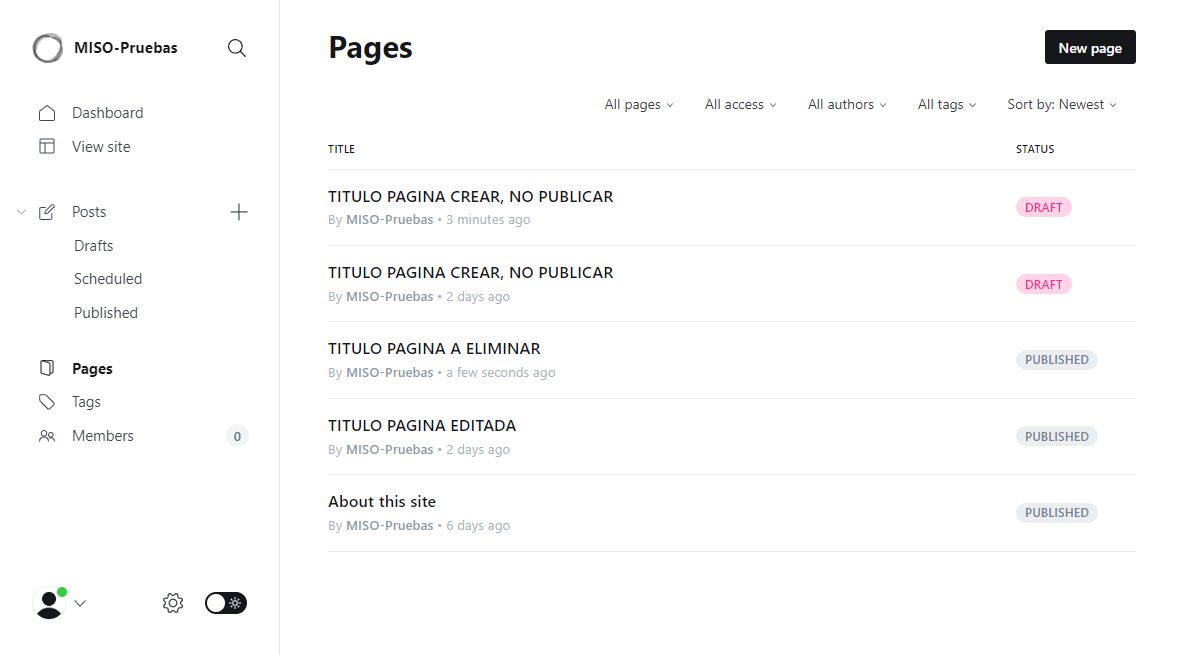 MISO-Pruebas
Dashboard
View site
Posts
Drafts
Scheduled
Published
Pages
Tags
Members 0
Pages
New page
All pages All access All authors All tags Sort by: Newest
TITLE STATUS
TITULO PAGINA CREAR, NO PUBLICAR
By MISO-Pruebas • 3 minutes ago
DRAFT
TITULO PAGINA CREAR, NO PUBLICAR
By MISO-Pruebas • 2 days ago
DRAFT
TITULO PAGINA A ELIMINAR
By MISO-Pruebas • a few seconds ago
PUBLISHED
TITULO PAGINA EDITADA
By MISO-Pruebas • 2 days ago
PUBLISHED
About this site
By MISO-Pruebas • 6 days ago
PUBLISHED